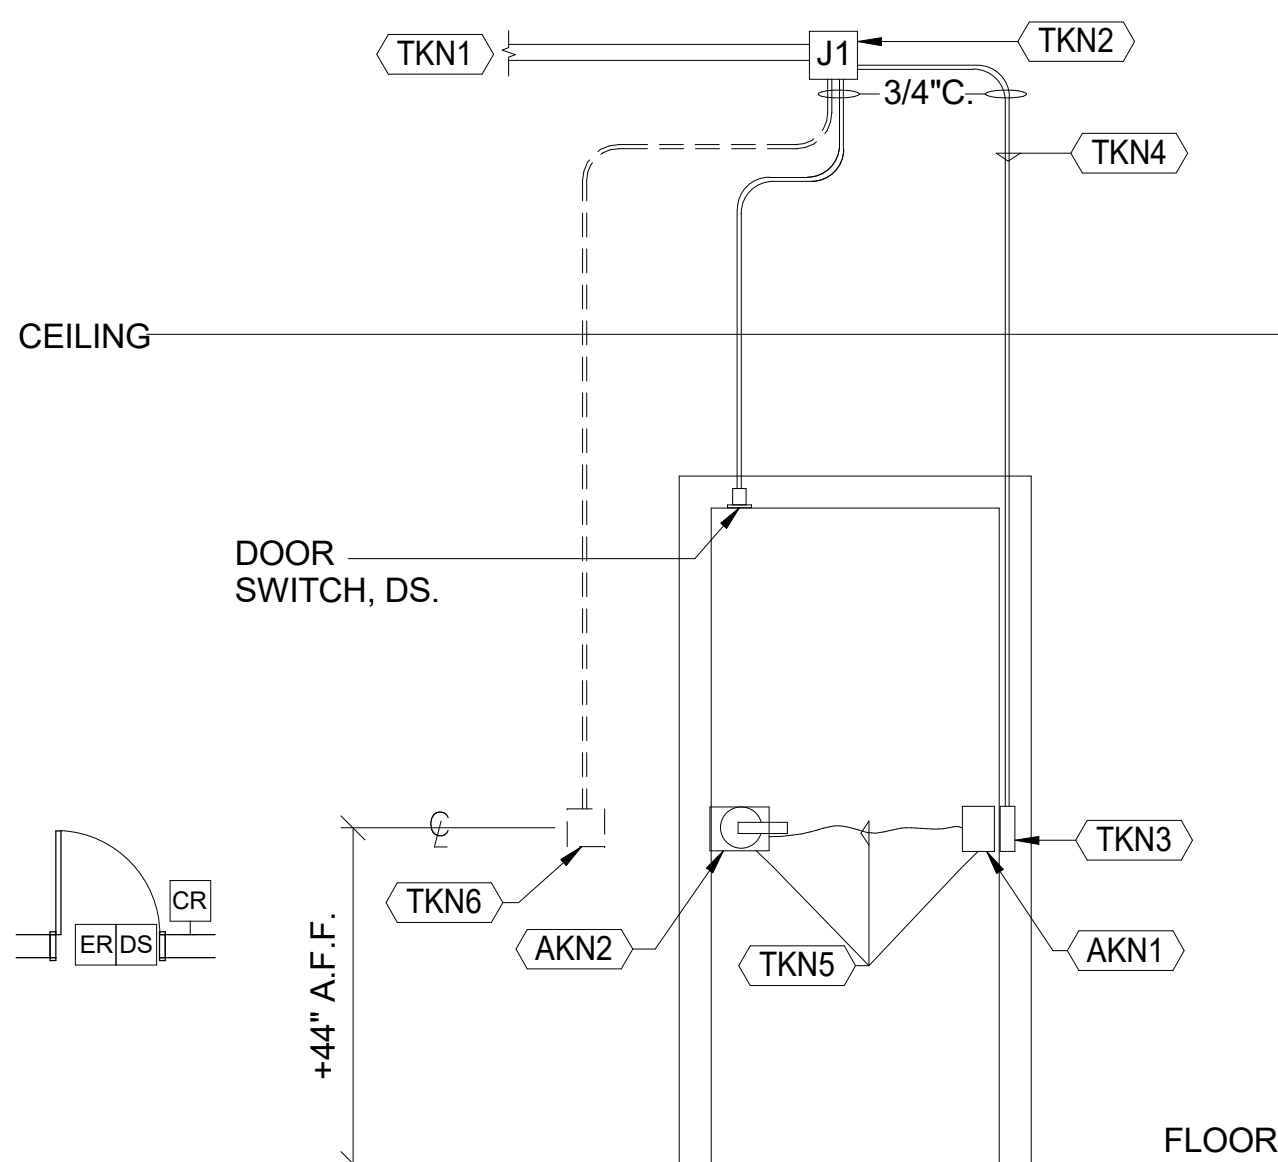 TKN1
J1
TKN2
3/4"C.
TKN4
CEILING
DOOR
SWITCH, DS.
℄
TKN3
TKN6
CR
ER
DS
AKN2
TKN5
AKN1
+44" A.F.F.
FLOOR